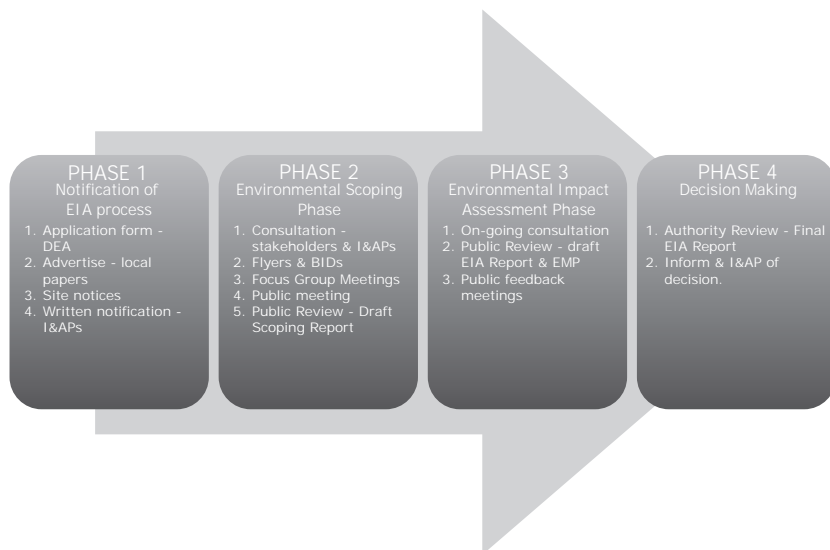 PHASE 1
Notification of
EIA process
1. Application form -
DEA
2. Advertise - local
papers
3. Site notices
4. Written notification -
I&APs
PHASE 2
Environmental Scoping
Phase
1. Consultation -
stakeholders & I&APs
2. Flyers & BIDs
3. Focus Group Meetings
4. Public meeting
5. Public Review - Draft
Scoping Report
PHASE 3
Environmental Impact
Assessment Phase
1. On-going consultation
2. Public Review - draft
EIA Report & EMP
3. Public feedback
meetings
PHASE 4
Decision Making
1. Authority Review - Final
EIA Report
2. Inform & I&AP of
decision.